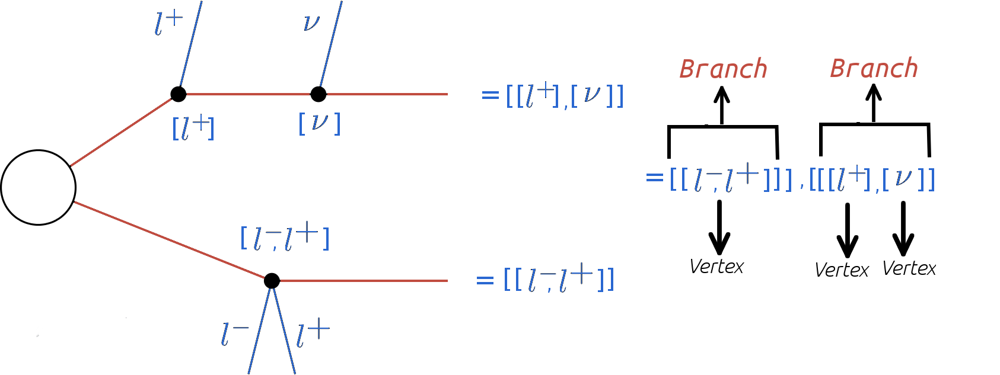 l⁺
ν
[l⁺]
[ν]
=[[l⁺],[ν]]
[l⁻,l⁺]
=[[l⁻,l⁺]]
l⁻
l⁺
Branch
Branch
=[[l⁻,l⁺]]],[[[l⁺],[ν]]
Vertex
Vertex
Vertex